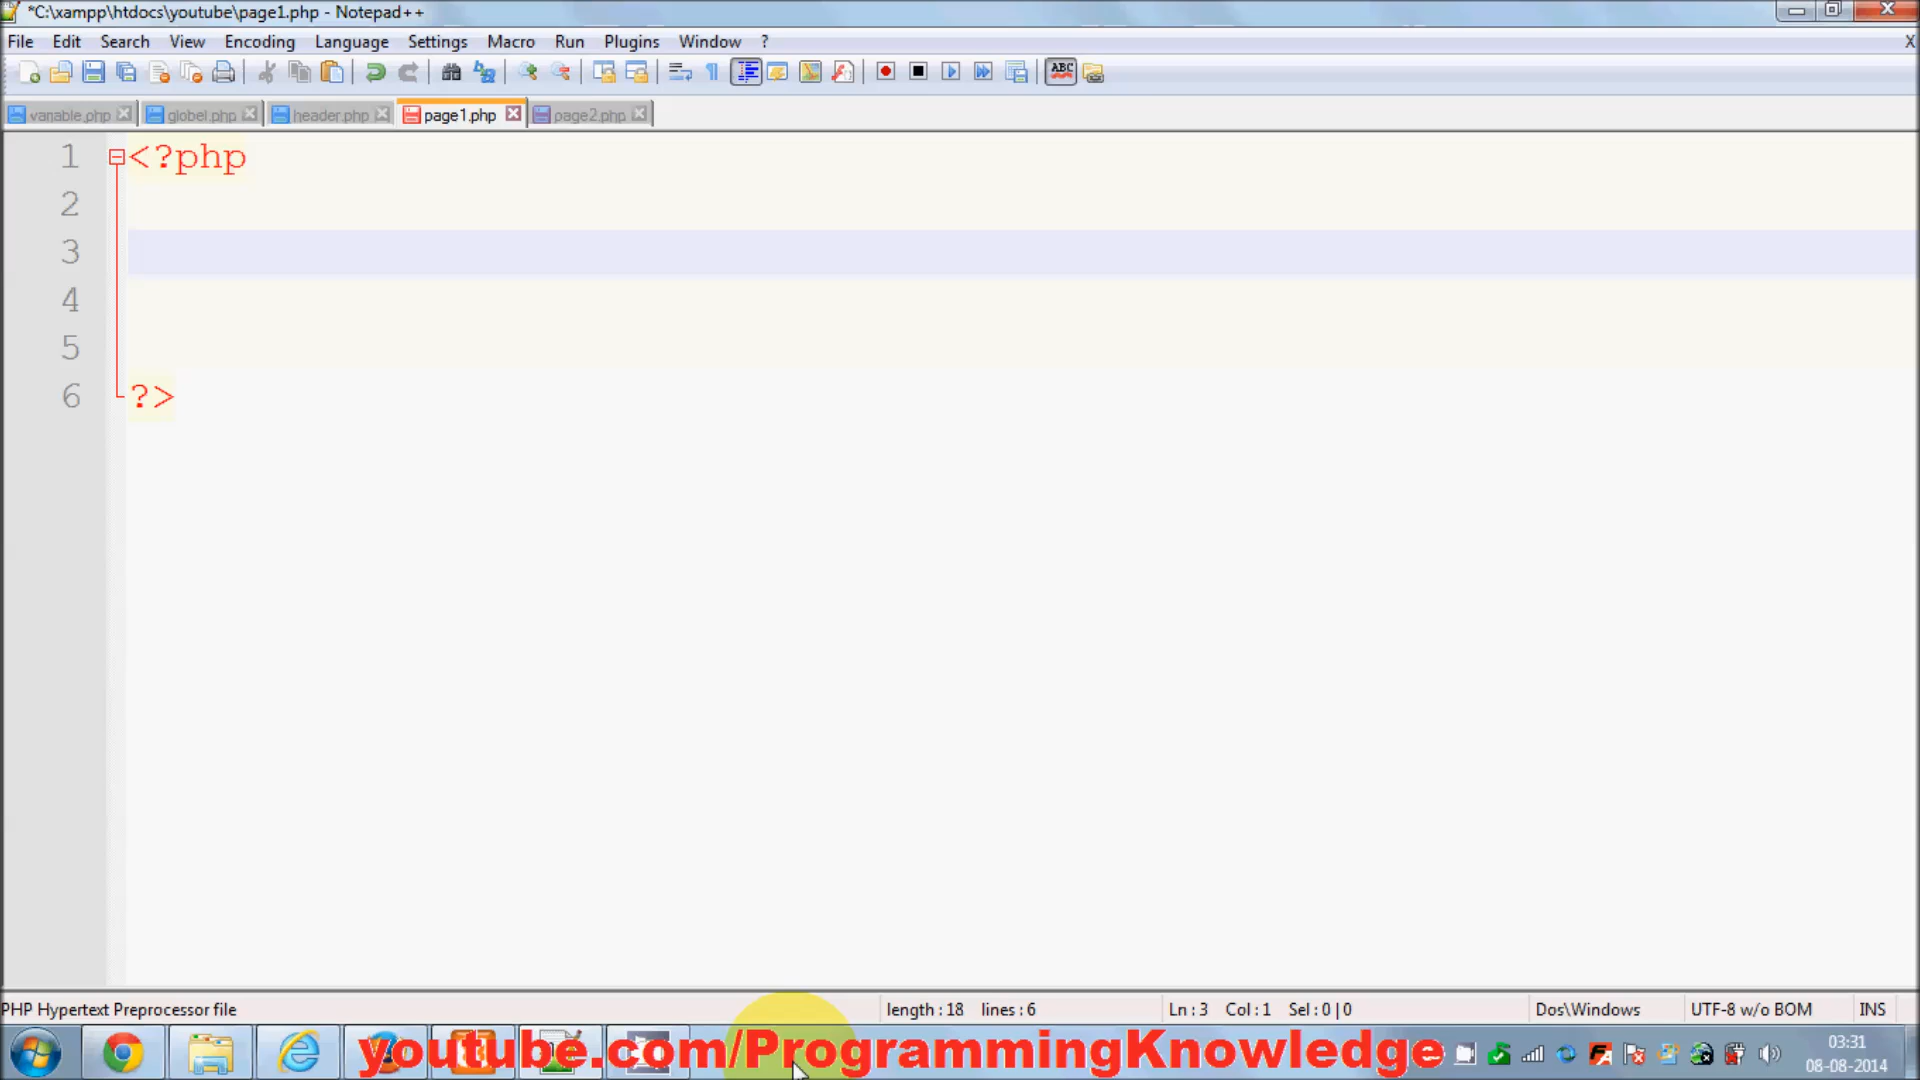 *C:\xampp\htdocs\youtube\page1.php - Notepad++
File Edit Search View Encoding Language Settings Macro Run Plugins Window ? X
ABC
variable.php globel.php header.php page1.php page2.php
1 <?php
2
3
4
5
6 ?>
PHP Hypertext Preprocessor file length : 18 lines : 6 Ln : 3 Col : 1 Sel : 0 | 0 Dos\Windows UTF-8 w/o BOM INS
youtube.com/ProgrammingKnowledge
03:31
08-08-2014